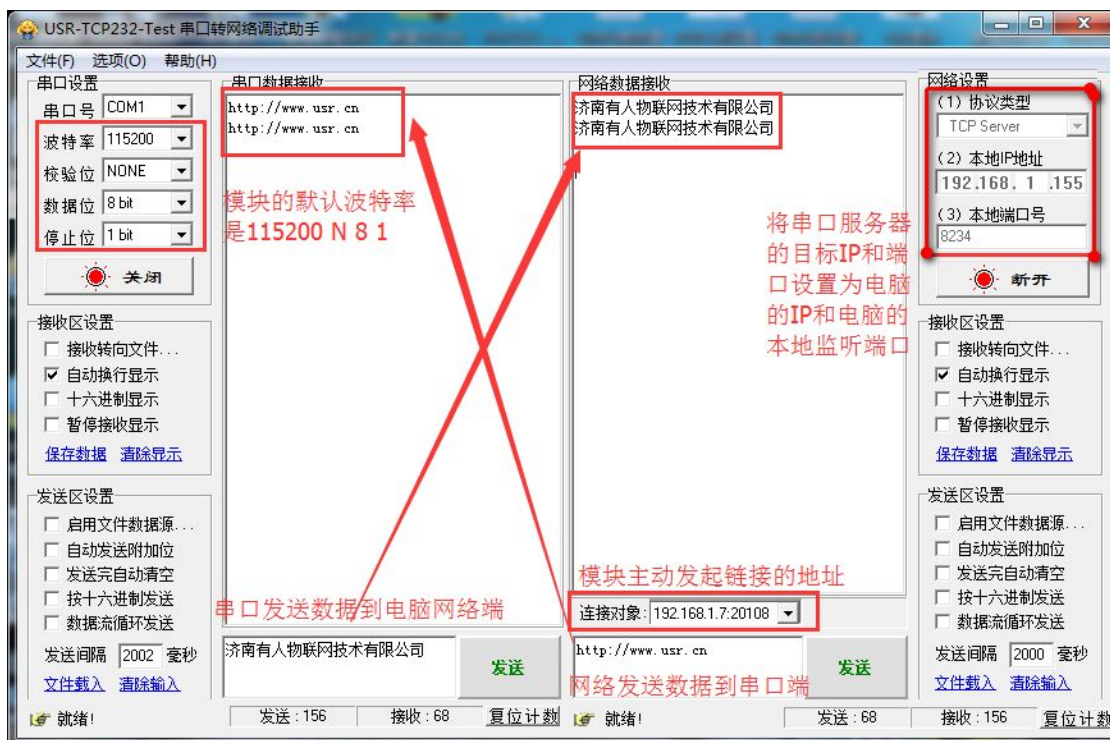 USR-TCP232-Test 串口转网络调试助手
文件(F) 选项(O) 帮助(H)
串口设置
串口号 COM1
波特率 115200
校验位 NONE
数据位 8 bit
停止位 1 bit
关闭
接收区设置
接收转向文件...
自动换行显示
十六进制显示
暂停接收显示
保存数据 清除显示
发送区设置
启用文件数据源...
自动发送附加位
发送完自动清空
按十六进制发送
数据流循环发送
发送间隔 2002 毫秒
文件载入 清除输入
就绪!
串口数据接收
http://www.usr.cn
http://www.usr.cn
模块的默认波特率
是115200 N 8 1
串口发送数据到电脑网络端
济南有人物联网技术有限公司
发送
发送:156 接收:68 复位计数
网络数据接收
济南有人物联网技术有限公司
济南有人物联网技术有限公司
将串口服务器
的目标IP和端
口设置为电脑
的IP和电脑的
本地监听端口
模块主动发起链接的地址
连接对象: 192.168.1.7:20108
http://www.usr.cn
发送
网络发送数据到串口端
就绪! 发送:68 接收:156 复位计数
网络设置
(1) 协议类型
TCP Server
(2) 本地IP地址
192.168. 1 .155
(3) 本地端口号
8234
断开
接收区设置
接收转向文件...
自动换行显示
十六进制显示
暂停接收显示
保存数据 清除显示
发送区设置
启用文件数据源...
自动发送附加位
发送完自动清空
按十六进制发送
数据流循环发送
发送间隔 2000 毫秒
文件载入 清除输入